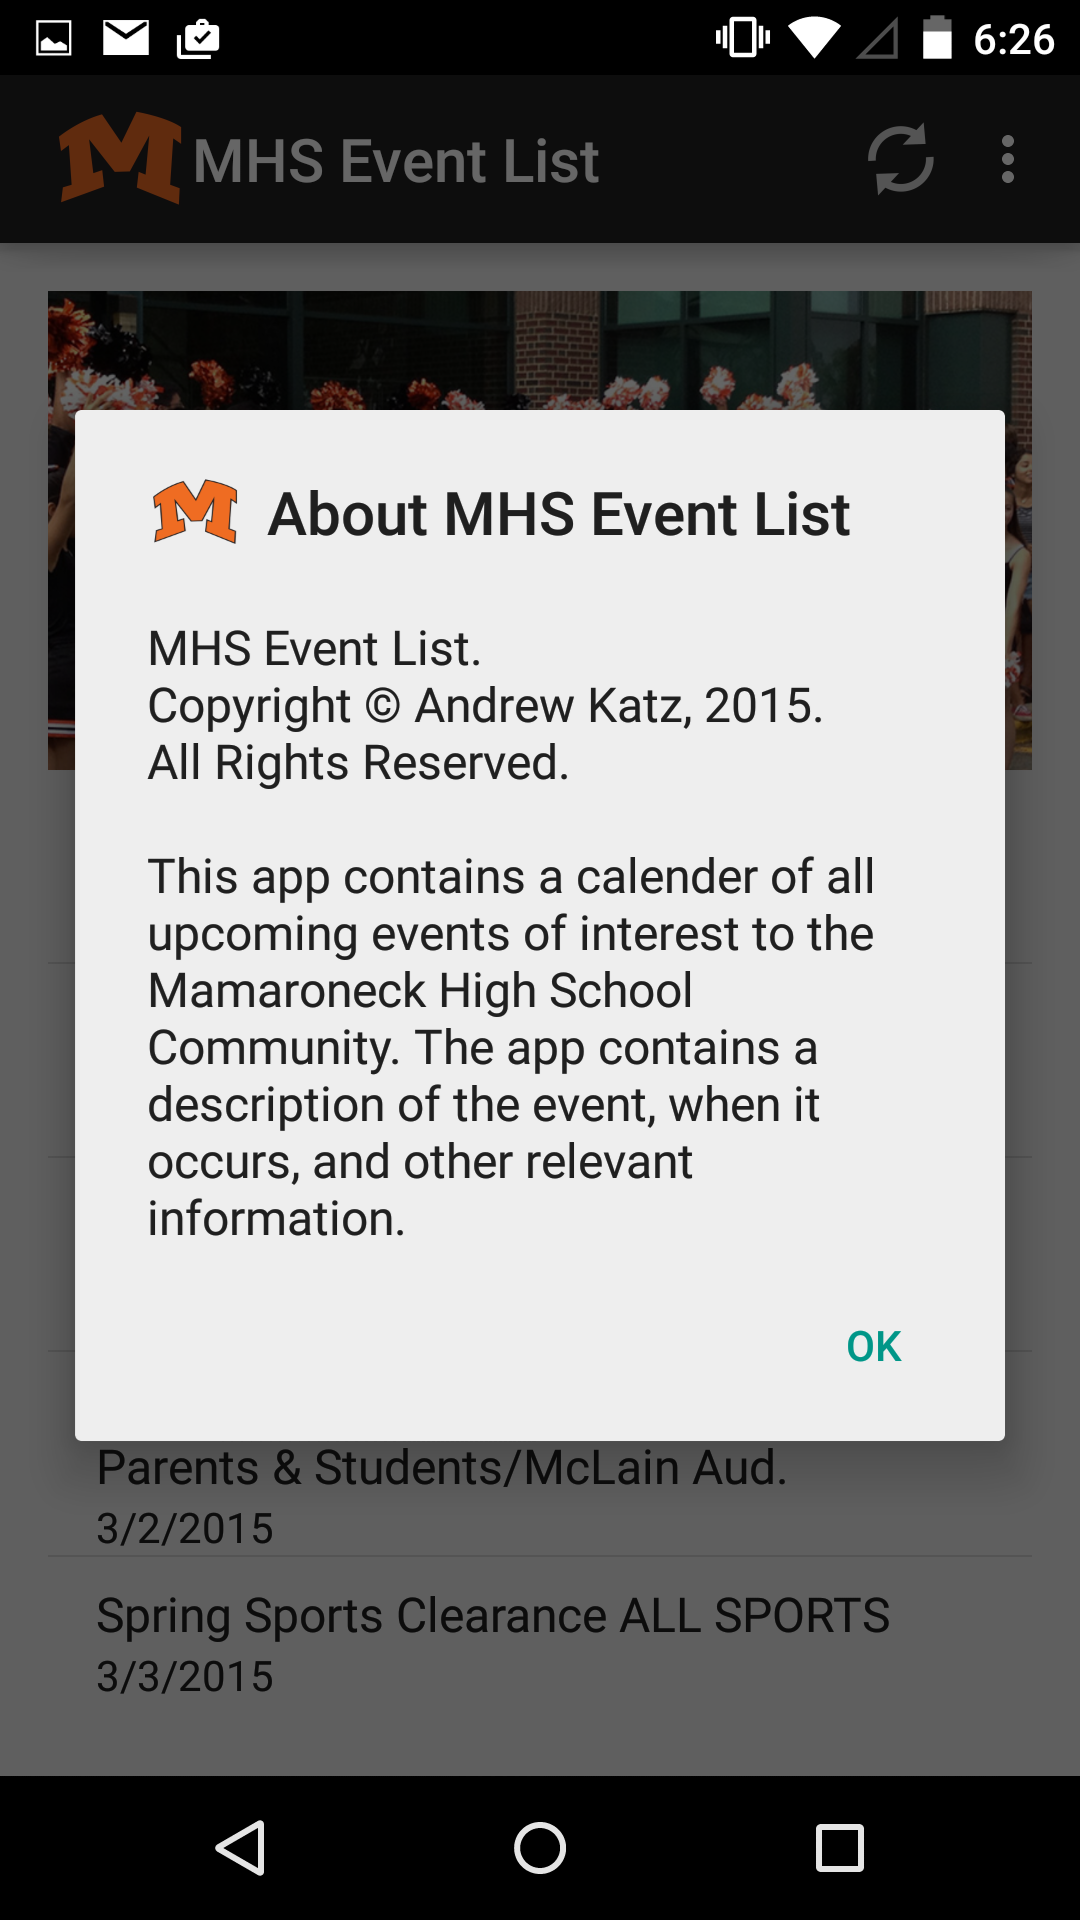 6:26
MHS Event List
About MHS Event List
MHS Event List.
Copyright © Andrew Katz, 2015.
All Rights Reserved.
This app contains a calender of all
upcoming events of interest to the
Mamaroneck High School
Community. The app contains a
description of the event, when it
occurs, and other relevant
information.
OK
Parents & Students/McLain Aud.
3/2/2015
Spring Sports Clearance ALL SPORTS
3/3/2015